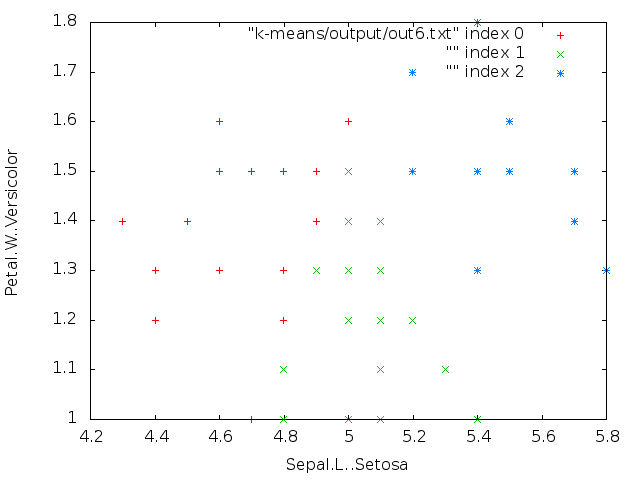 "k-means/output/out6.txt" index 0
"" index 1
"" index 2
1.8
1.7
1.6
1.5
1.4
1.3
1.2
1.1
1
Petal.W..Versicolor
4.2 4.4 4.6 4.8 5 5.2 5.4 5.6 5.8
Sepal.L..Setosa